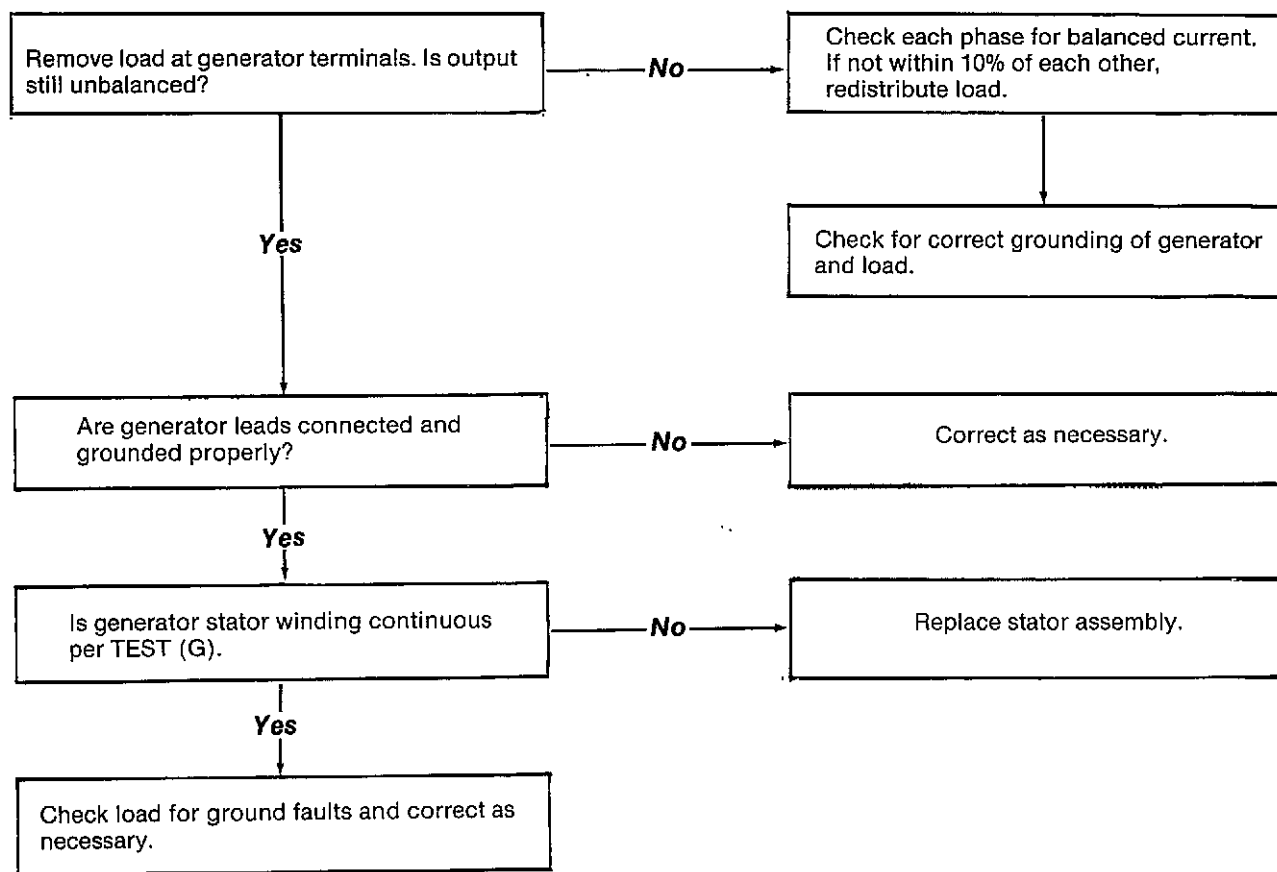 Remove load at generator terminals. Is output
still unbalanced?
No
Check each phase for balanced current.
If not within 10% of each other,
redistribute load.
Yes
Check for correct grounding of generator
and load.
Are generator leads connected and
grounded properly?
No
Correct as necessary.
Yes
Is generator stator winding continuous
per TEST (G).
No
Replace stator assembly.
Yes
Check load for ground faults and correct as
necessary.